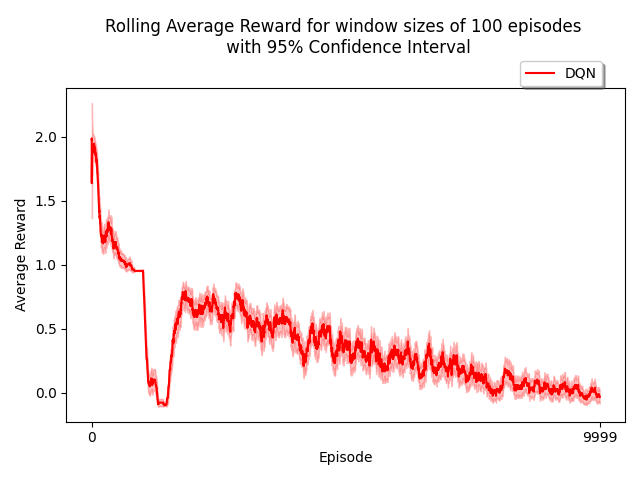 Rolling Average Reward for window sizes of 100 episodes
with 95% Confidence Interval
DQN
2.0
1.5
1.0
0.5
0.0
Average Reward
0
9999
Episode